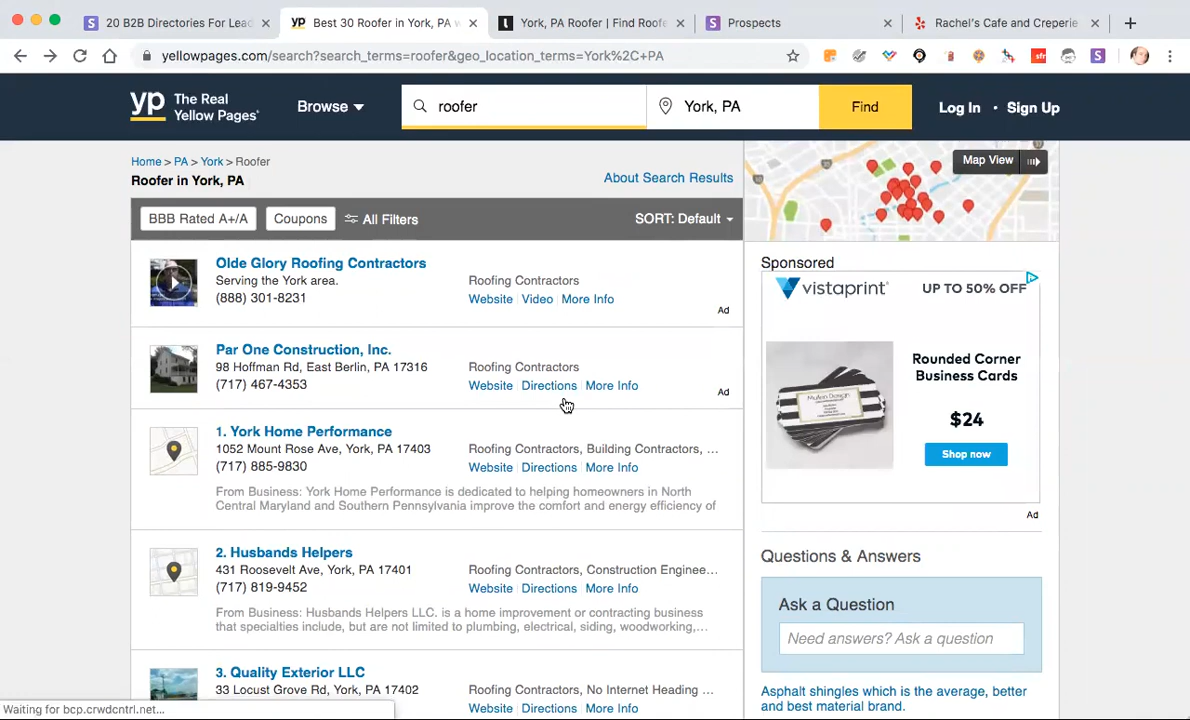 20 B2B Directories For Lead
Best 30 Roofer in York, PA w
York, PA Roofer | Find Roofe
Prospects
Rachel's Cafe and Creperie
yellowpages.com/search?search_terms=roofer&geo_location_terms=York%2C+PA
yp The Real Yellow Pages
Browse
roofer
York, PA
Find
Log In · Sign Up
Home > PA > York > Roofer
Roofer in York, PA
About Search Results
Map View
BBB Rated A+/A
Coupons
All Filters
SORT: Default
Olde Glory Roofing Contractors
Serving the York area.
(888) 301-8231
Roofing Contractors
Website Video More Info
Ad
Par One Construction, Inc.
98 Hoffman Rd, East Berlin, PA 17316
(717) 467-4353
Roofing Contractors
Website Directions More Info
Ad
1. York Home Performance
1052 Mount Rose Ave, York, PA 17403
(717) 885-9830
Roofing Contractors, Building Contractors, ...
Website Directions More Info
From Business: York Home Performance is dedicated to helping homeowners in North
Central Maryland and Southern Pennsylvania improve the comfort and energy efficiency of
2. Husbands Helpers
431 Roosevelt Ave, York, PA 17401
(717) 819-9452
Roofing Contractors, Construction Enginee...
Website Directions More Info
From Business: Husbands Helpers LLC. is a home improvement or contracting business
that specialties include, but are not limited to plumbing, electrical, siding, woodworking,...
3. Quality Exterior LLC
33 Locust Grove Rd, York, PA 17402
Roofing Contractors, No Internet Heading ...
Website Directions More Info
Sponsored
vistaprint
UP TO 50% OFF
Rounded Corner
Business Cards
$24
Shop now
Ad
Questions & Answers
Ask a Question
Need answers? Ask a question
Asphalt shingles which is the average, better
and best material brand.
Waiting for bcp.crwdcntrl.net...